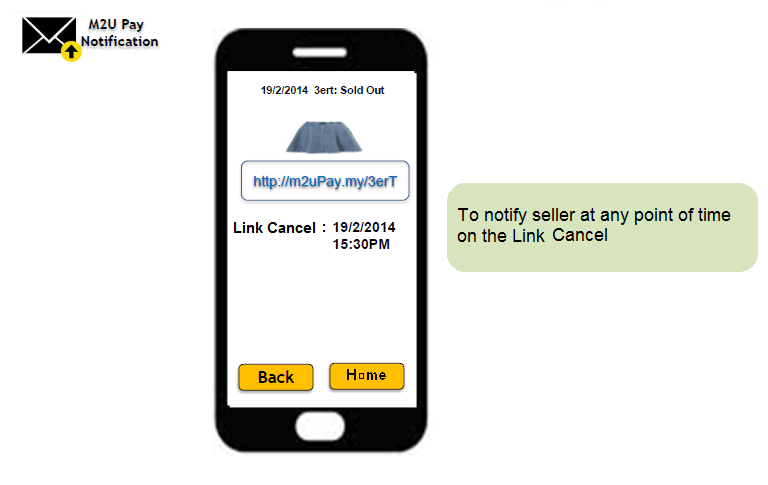 M2U Pay
Notification
19/2/2014 3ert: Sold Out
http://m2uPay.my/3erT
Link Cancel : 19/2/2014
15:30PM
To notify seller at any point of time
on the Link Cancel
Back
H▯me